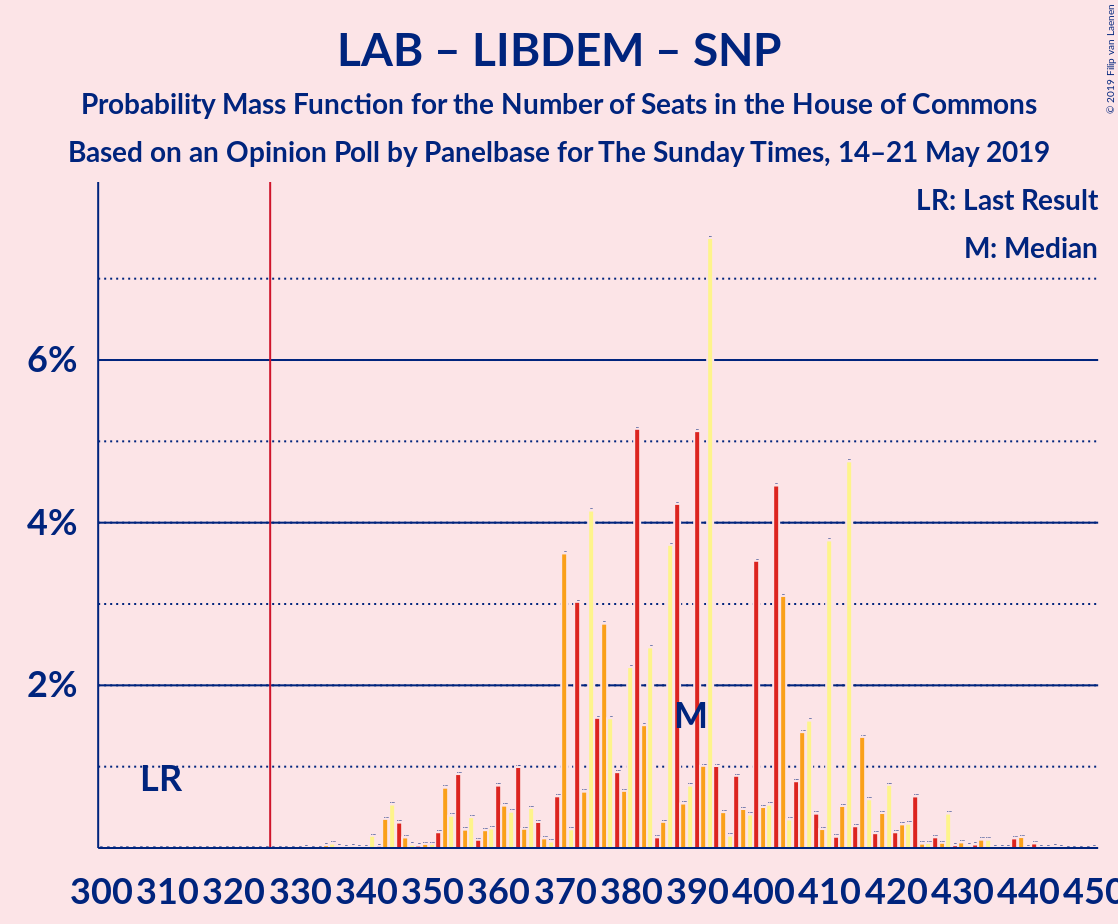 LAB – LIBDEM – SNP
Probability Mass Function for the Number of Seats in the House of Commons
Based on an Opinion Poll by Panelbase for The Sunday Times, 14–21 May 2019
© 2019 Filip van Laenen
LR: Last Result
M: Median
6%
4%
2%
LR
M
300 310 320 330 340 350 360 370 380 390 400 410 420 430 440 450